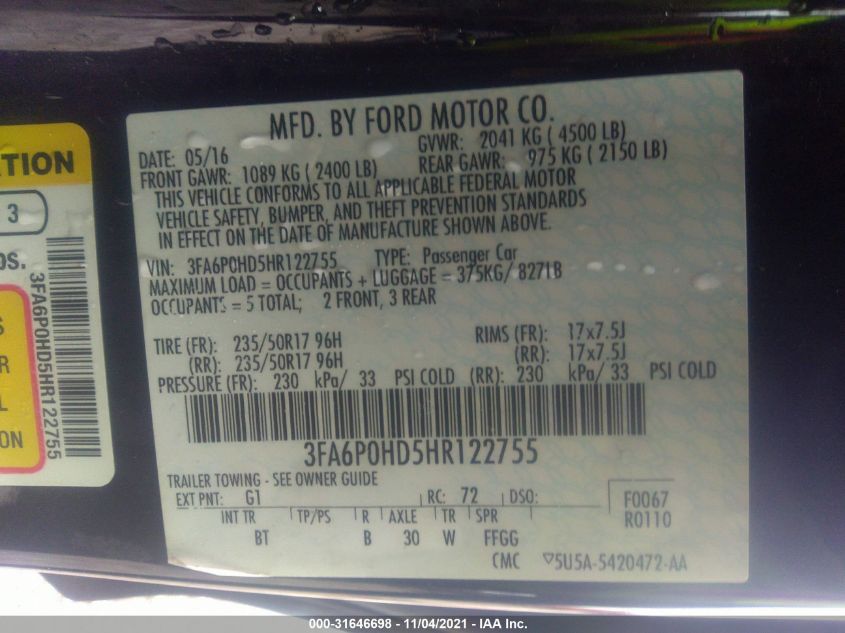 MFD. BY FORD MOTOR CO.
DATE: 05/16 GVWR: 2041 KG ( 4500 LB)
FRONT GAWR: 1089 KG ( 2400 LB) REAR GAWR: 975 KG ( 2150 LB)
THIS VEHICLE CONFORMS TO ALL APPLICABLE FEDERAL MOTOR
VEHICLE SAFETY, BUMPER, AND THEFT PREVENTION STANDARDS
IN EFFECT ON THE DATE OF MANUFACTURE SHOWN ABOVE.
VIN: 3FA6P0HD5HR122755 TYPE: Passenger Car
MAXIMUM LOAD = OCCUPANTS + LUGGAGE = 375KG/ 827LB
OCCUPANTS = 5 TOTAL; 2 FRONT, 3 REAR
TIRE (FR): 235/50R17 96H RIMS (FR): 17x7.5J
(RR): 235/50R17 96H (RR): 17x7.5J
PRESSURE (FR): 230 kPa/ 33 PSI COLD (RR): 230 kPa/ 33 PSI COLD
3FA6P0HD5HR122755
TRAILER TOWING - SEE OWNER GUIDE
EXT PNT: G1 RC: 72 DSO: F0067
INT TR TP/PS R AXLE TR SPR R0110
BT B 30 W FFGG
CMC ▽5U5A-5420472-AA
ATION
3
OS.
3FA6P0HD5HR122755
S
R
L
ON
000-31646698 - 11/04/2021 - IAA Inc.